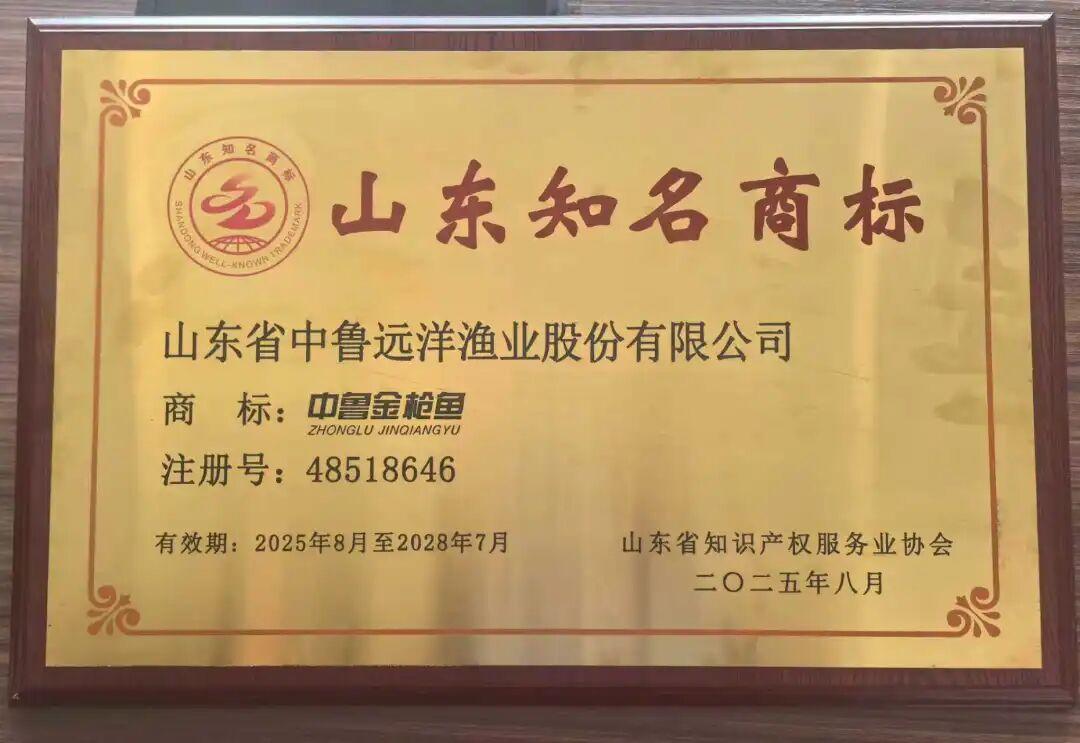 山东知名商标
SHANDONG WELL-KNOWN TRADEMARK
山东知名商标
山东省中鲁远洋渔业股份有限公司
商 标：中鲁金枪鱼
ZHONGLU JINQIANGYU
注册号：48518646
有效期：2025年8月至2028年7月
山东省知识产权服务业协会
二〇二五年八月